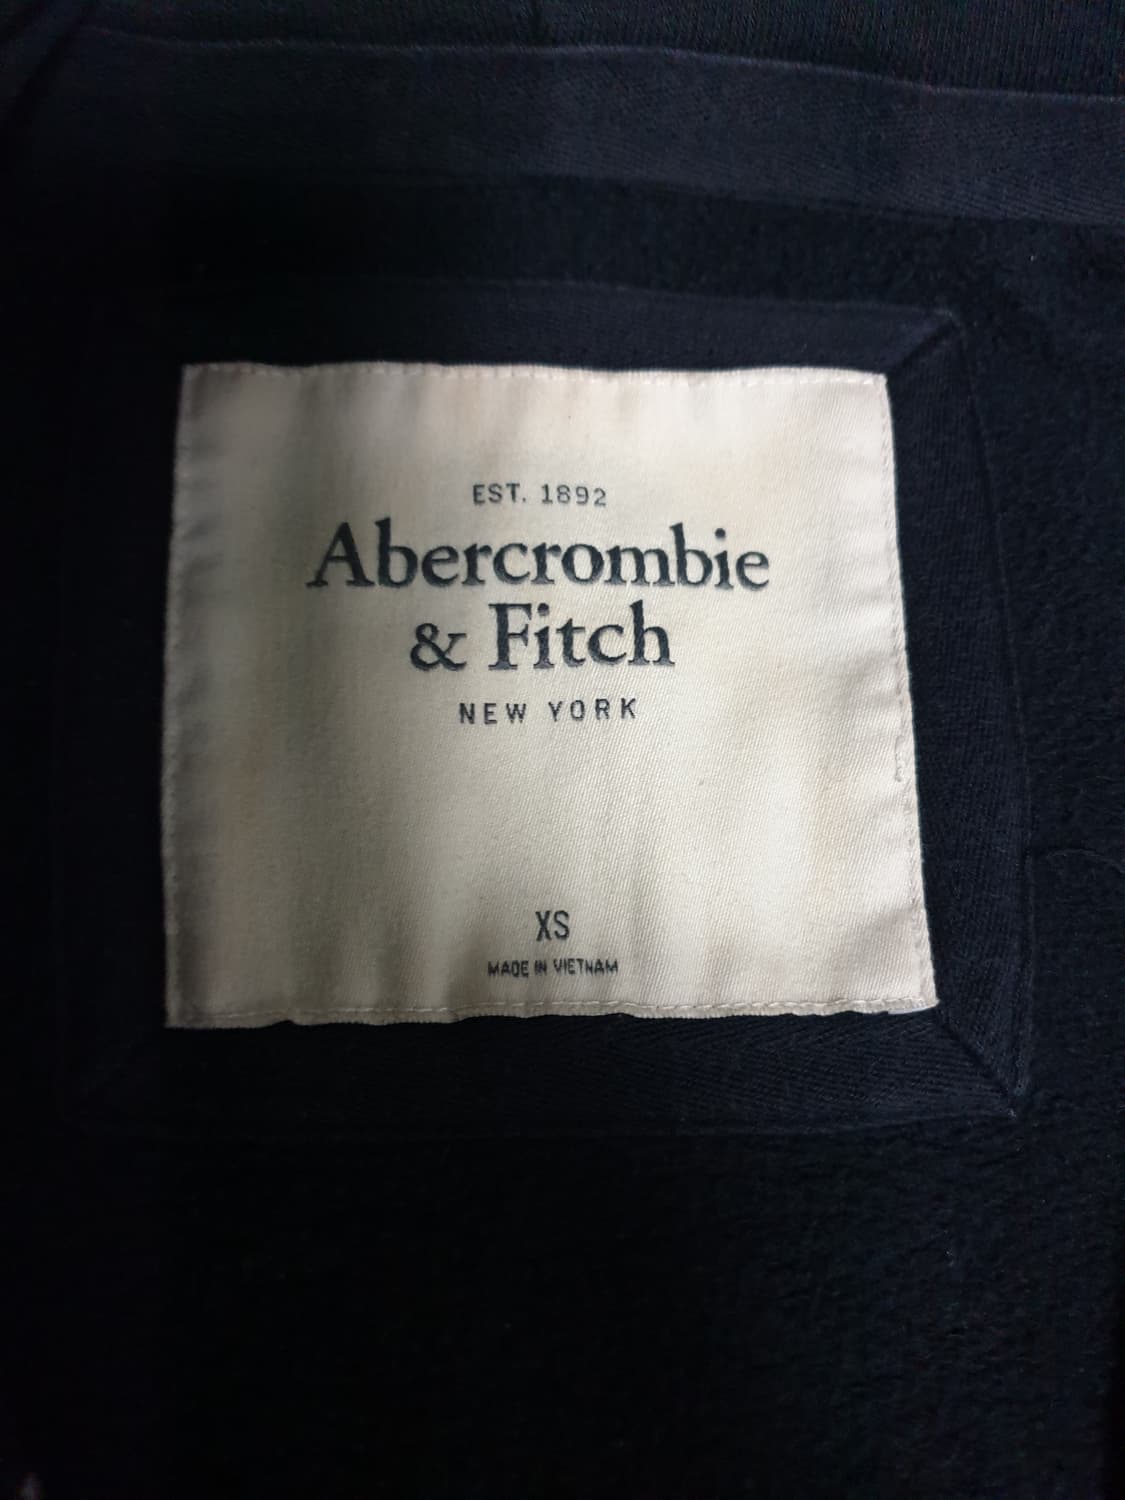 EST. 1892
Abercrombie
& Fitch
NEW YORK
XS
MADE IN VIETNAM